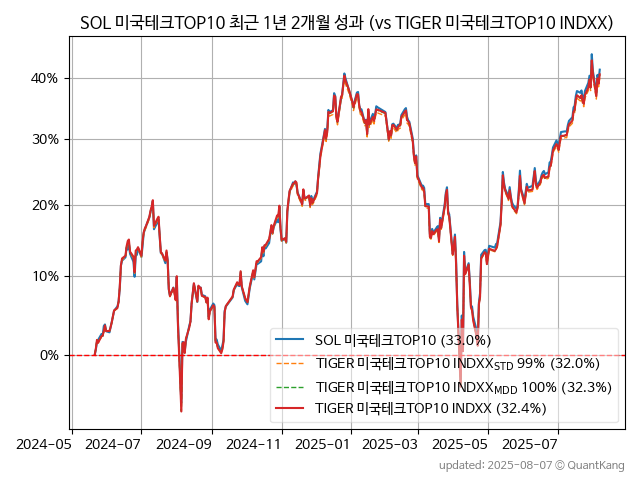 SOL 미국테크TOP10 최근 1년 2개월 성과 (vs TIGER 미국테크TOP10 INDXX)
40%
30%
20%
10%
0%
SOL 미국테크TOP10 (33.0%)
TIGER 미국테크TOP10 INDXX_STD 99% (32.0%)
TIGER 미국테크TOP10 INDXX_MDD 100% (32.3%)
TIGER 미국테크TOP10 INDXX (32.4%)
2024-05 2024-07 2024-09 2024-11 2025-01 2025-03 2025-05 2025-07
updated: 2025-08-07 © QuantKang